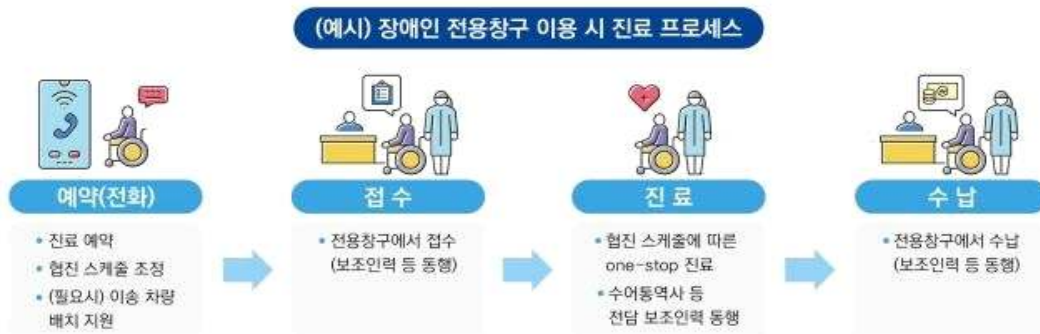 (예시) 장애인 전용창구 이용 시 진료 프로세스
예약(전화)
• 진료 예약
• 협진 스케줄 조정
• (필요시) 이송 차량
배치 지원
접 수
• 전용창구에서 접수
(보조인력 등 동행)
진 료
• 협진 스케줄에 따른
one-stop 진료
• 수어통역사 등
전담 보조인력 동행
수 납
• 전용창구에서 수납
(보조인력 등 동행)